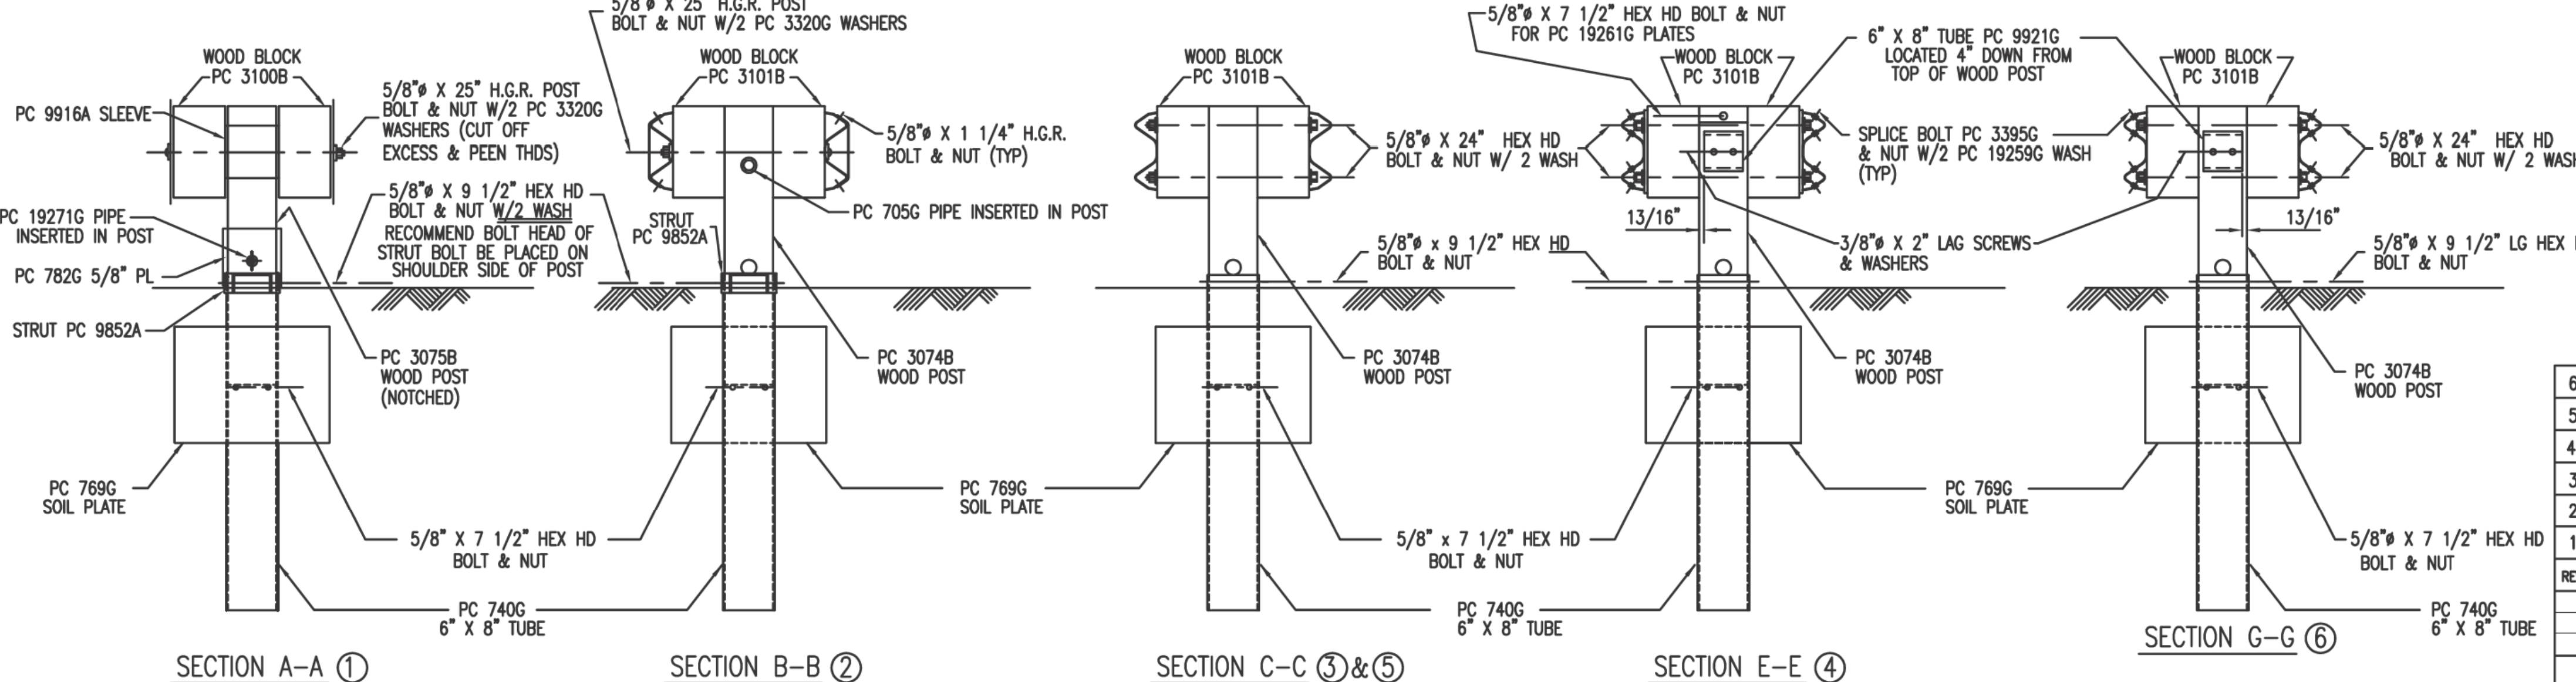 5/8"ø X 25" H.G.R. POST
BOLT & NUT W/2 PC 3320G WASHERS
WOOD BLOCK
PC 3100B
PC 9916A SLEEVE
5/8"ø X 25" H.G.R. POST
BOLT & NUT W/2 PC 3320G
WASHERS (CUT OFF
EXCESS & PEEN THDS)
PC 19271G PIPE
INSERTED IN POST
5/8"ø X 9 1/2" HEX HD
BOLT & NUT W/2 WASH
RECOMMEND BOLT HEAD OF
STRUT BOLT BE PLACED ON
SHOULDER SIDE OF POST
PC 782G 5/8" PL
STRUT PC 9852A
PC 3075B
WOOD POST
(NOTCHED)
PC 769G
SOIL PLATE
5/8" X 7 1/2" HEX HD
BOLT & NUT
PC 740G
6" X 8" TUBE
SECTION A-A ①
WOOD BLOCK
PC 3101B
5/8"ø X 1 1/4" H.G.R.
BOLT & NUT (TYP)
STRUT
PC 9852A
PC 705G PIPE INSERTED IN POST
PC 3074B
WOOD POST
PC 769G
SOIL PLATE
SECTION B-B ②
WOOD BLOCK
PC 3101B
5/8"ø X 24" HEX HD
BOLT & NUT W/ 2 WASH
5/8"ø x 9 1/2" HEX HD
BOLT & NUT
PC 3074B
WOOD POST
5/8" x 7 1/2" HEX HD
BOLT & NUT
PC 740G
6" X 8" TUBE
SECTION C-C ③&⑤
5/8"ø X 7 1/2" HEX HD BOLT & NUT
FOR PC 19261G PLATES
WOOD BLOCK
PC 3101B
6" X 8" TUBE PC 9921G
LOCATED 4" DOWN FROM
TOP OF WOOD POST
SPLICE BOLT PC 3395G
& NUT W/2 PC 19259G WASH
(TYP)
13/16"
3/8"ø X 2" LAG SCREWS
& WASHERS
PC 3074B
WOOD POST
PC 769G
SOIL PLATE
SECTION E-E ④
WOOD BLOCK
PC 3101B
5/8"ø X 24" HEX HD
BOLT & NUT W/ 2 WASH
13/16"
5/8"ø X 9 1/2" LG HEX
BOLT & NUT
PC 3074B
WOOD POST
5/8"ø X 7 1/2" HEX HD
BOLT & NUT
PC 740G
6" X 8" TUBE
SECTION G-G ⑥
6
5
4
3
2
1
RE